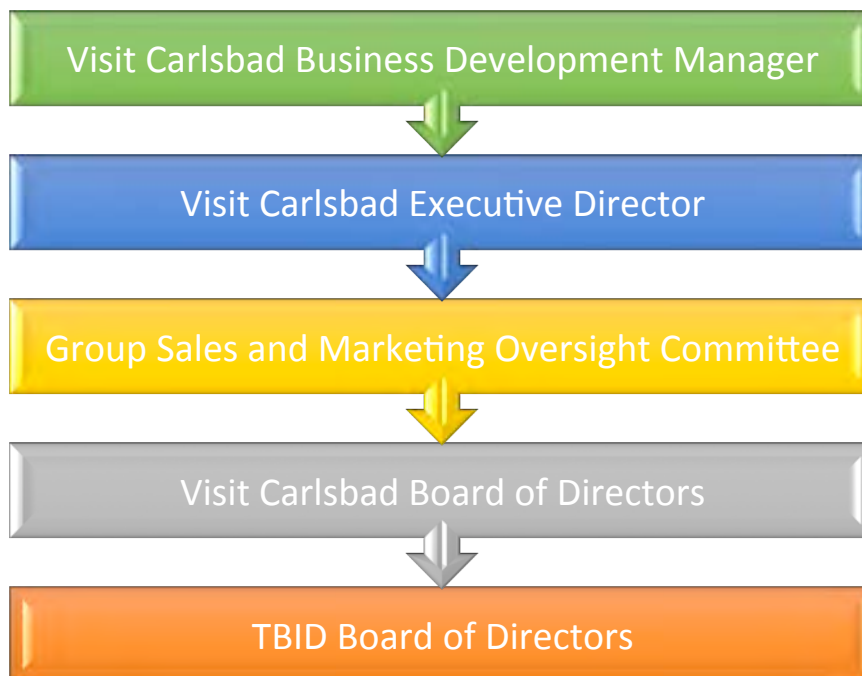 Visit Carlsbad Business Development Manager
Visit Carlsbad Executive Director
Group Sales and Marketing Oversight Committee
Visit Carlsbad Board of Directors
TBID Board of Directors